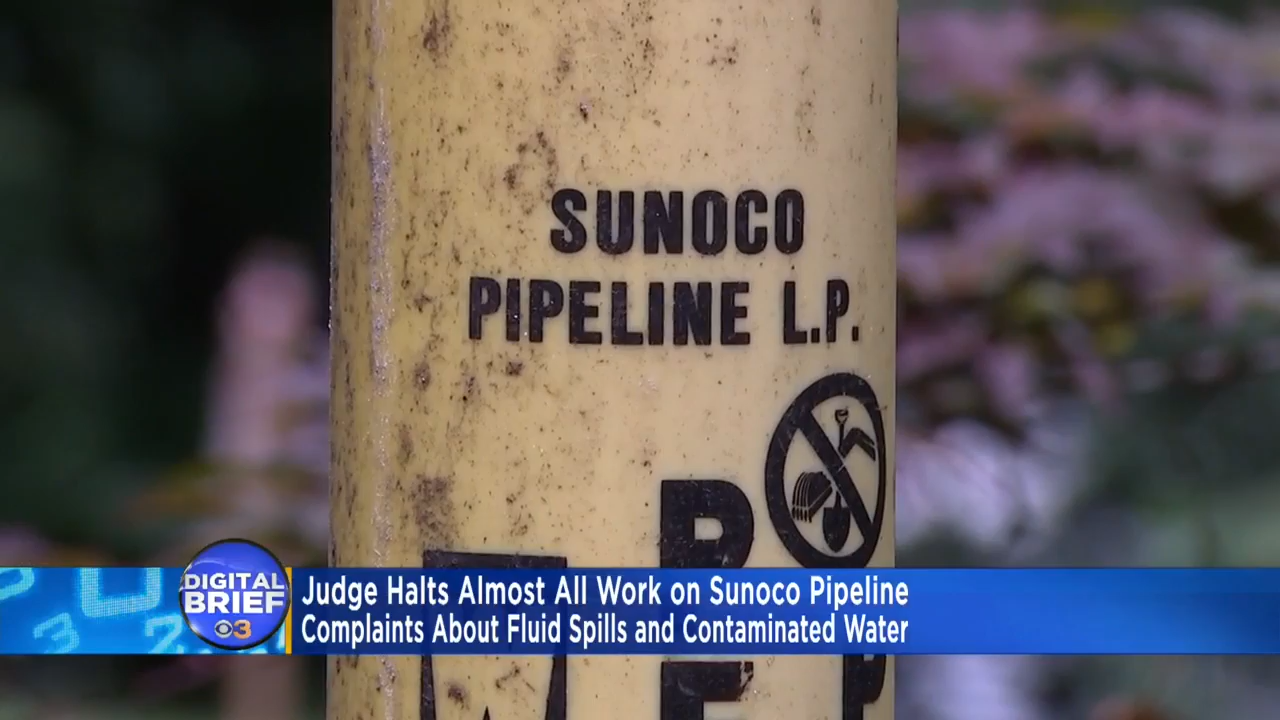 SUNOCO
PIPELINE L.P.
DIGITAL
BRIEF
3
Judge Halts Almost All Work on Sunoco Pipeline
Complaints About Fluid Spills and Contaminated Water